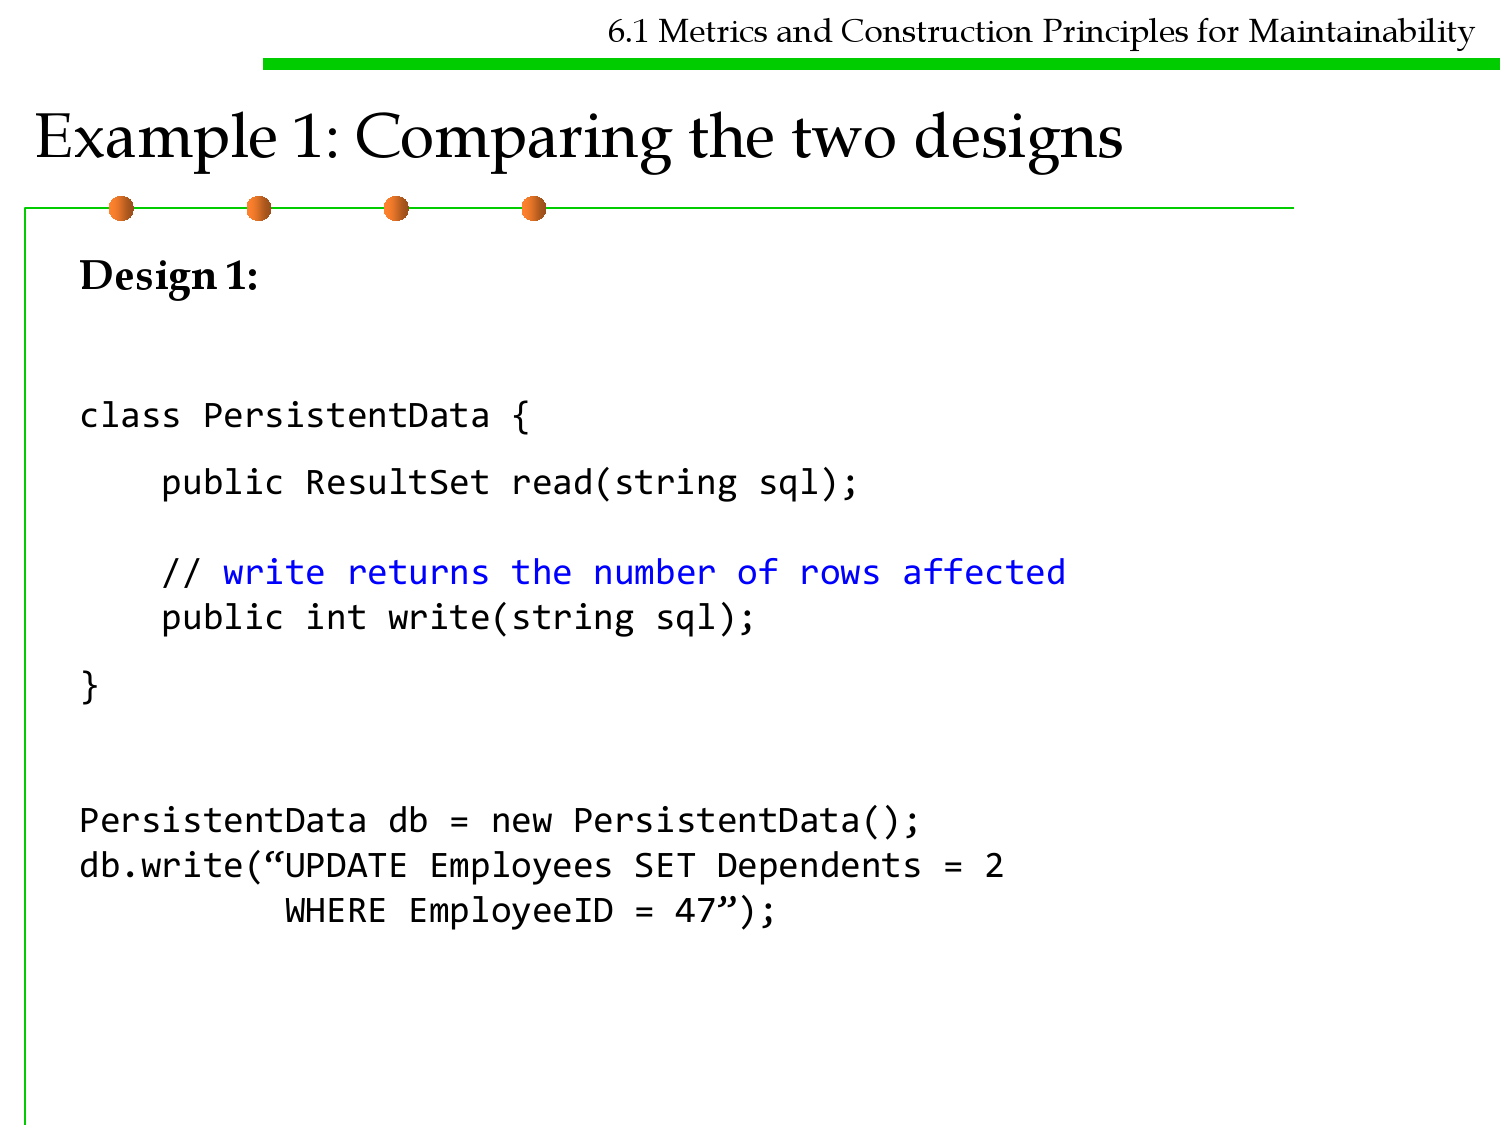 6.1 Metrics and Construction Principles for Maintainability
Example 1: Comparing the two designs
Design 1:
class PersistentData {
    public ResultSet read(string sql);
    // write returns the number of rows affected
    public int write(string sql);
}
PersistentData db = new PersistentData();
db.write(“UPDATE Employees SET Dependents = 2
          WHERE EmployeeID = 47”);